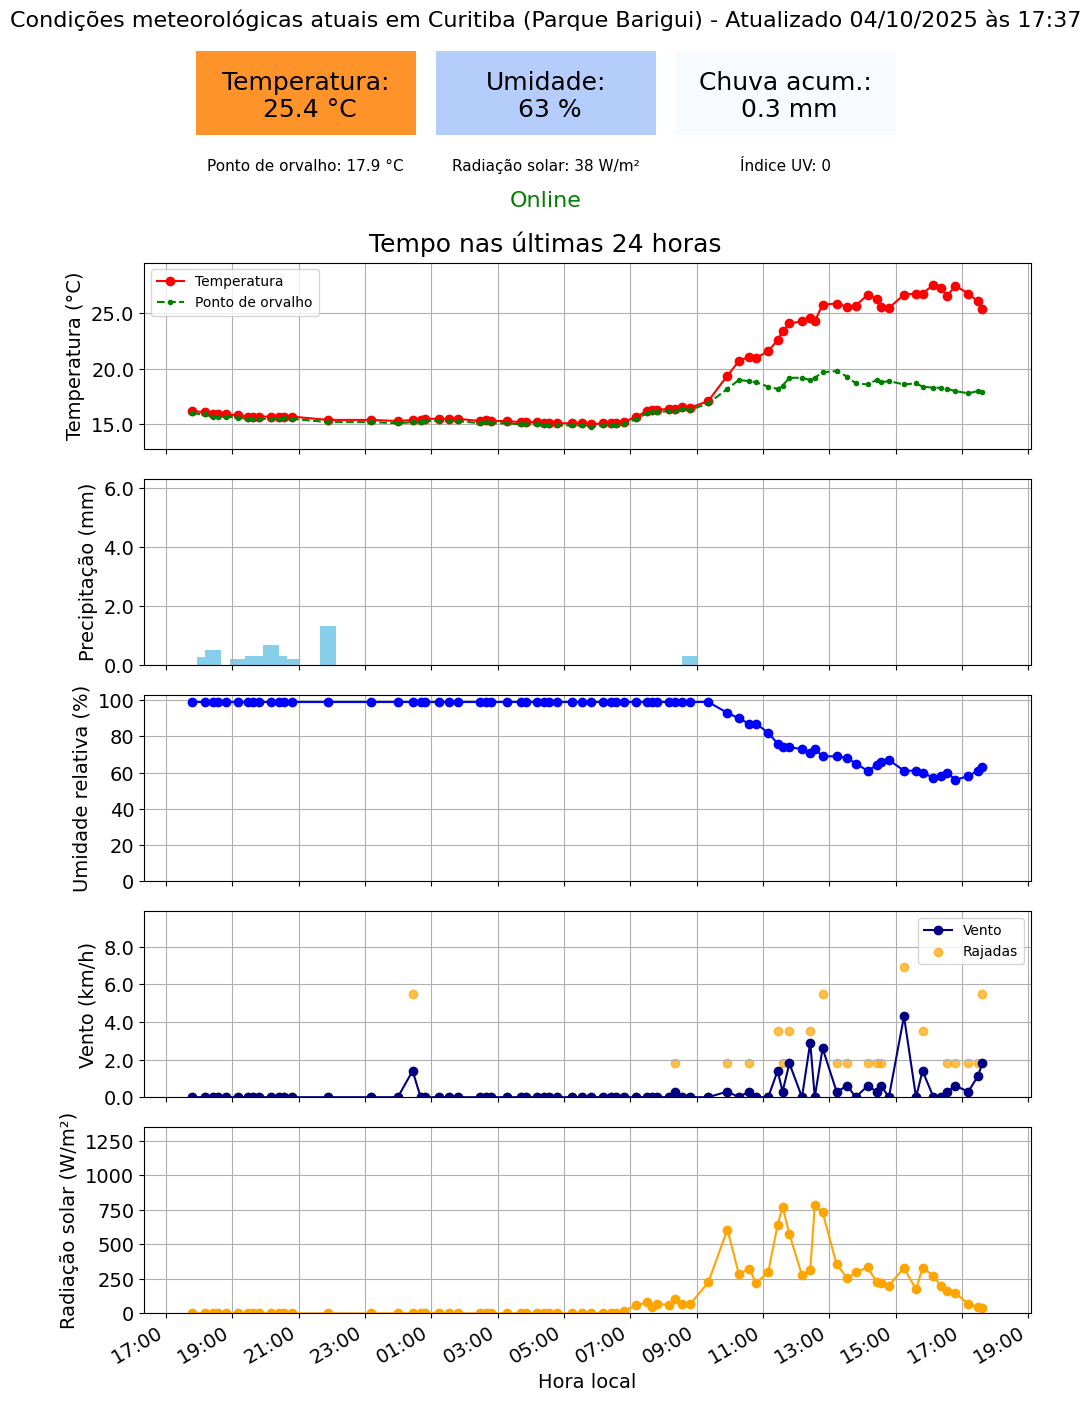 Condições meteorológicas atuais em Curitiba (Parque Barigui) - Atualizado 04/10/2025 às 17:37
Temperatura:
25.4 °C
Umidade:
63 %
Chuva acum.:
0.3 mm
Ponto de orvalho: 17.9 °C
Radiação solar: 38 W/m²
Índice UV: 0
Online
Tempo nas últimas 24 horas
Temperatura (°C)
25.0
20.0
15.0
Temperatura
Ponto de orvalho
Precipitação (mm)
6.0
4.0
2.0
0.0
Umidade relativa (%)
100
80
60
40
20
0
Vento (km/h)
8.0
6.0
4.0
2.0
0.0
Vento
Rajadas
Radiação solar (W/m²)
1250
1000
750
500
250
0
17:00
19:00
21:00
23:00
01:00
03:00
05:00
07:00
09:00
11:00
13:00
15:00
17:00
19:00
Hora local